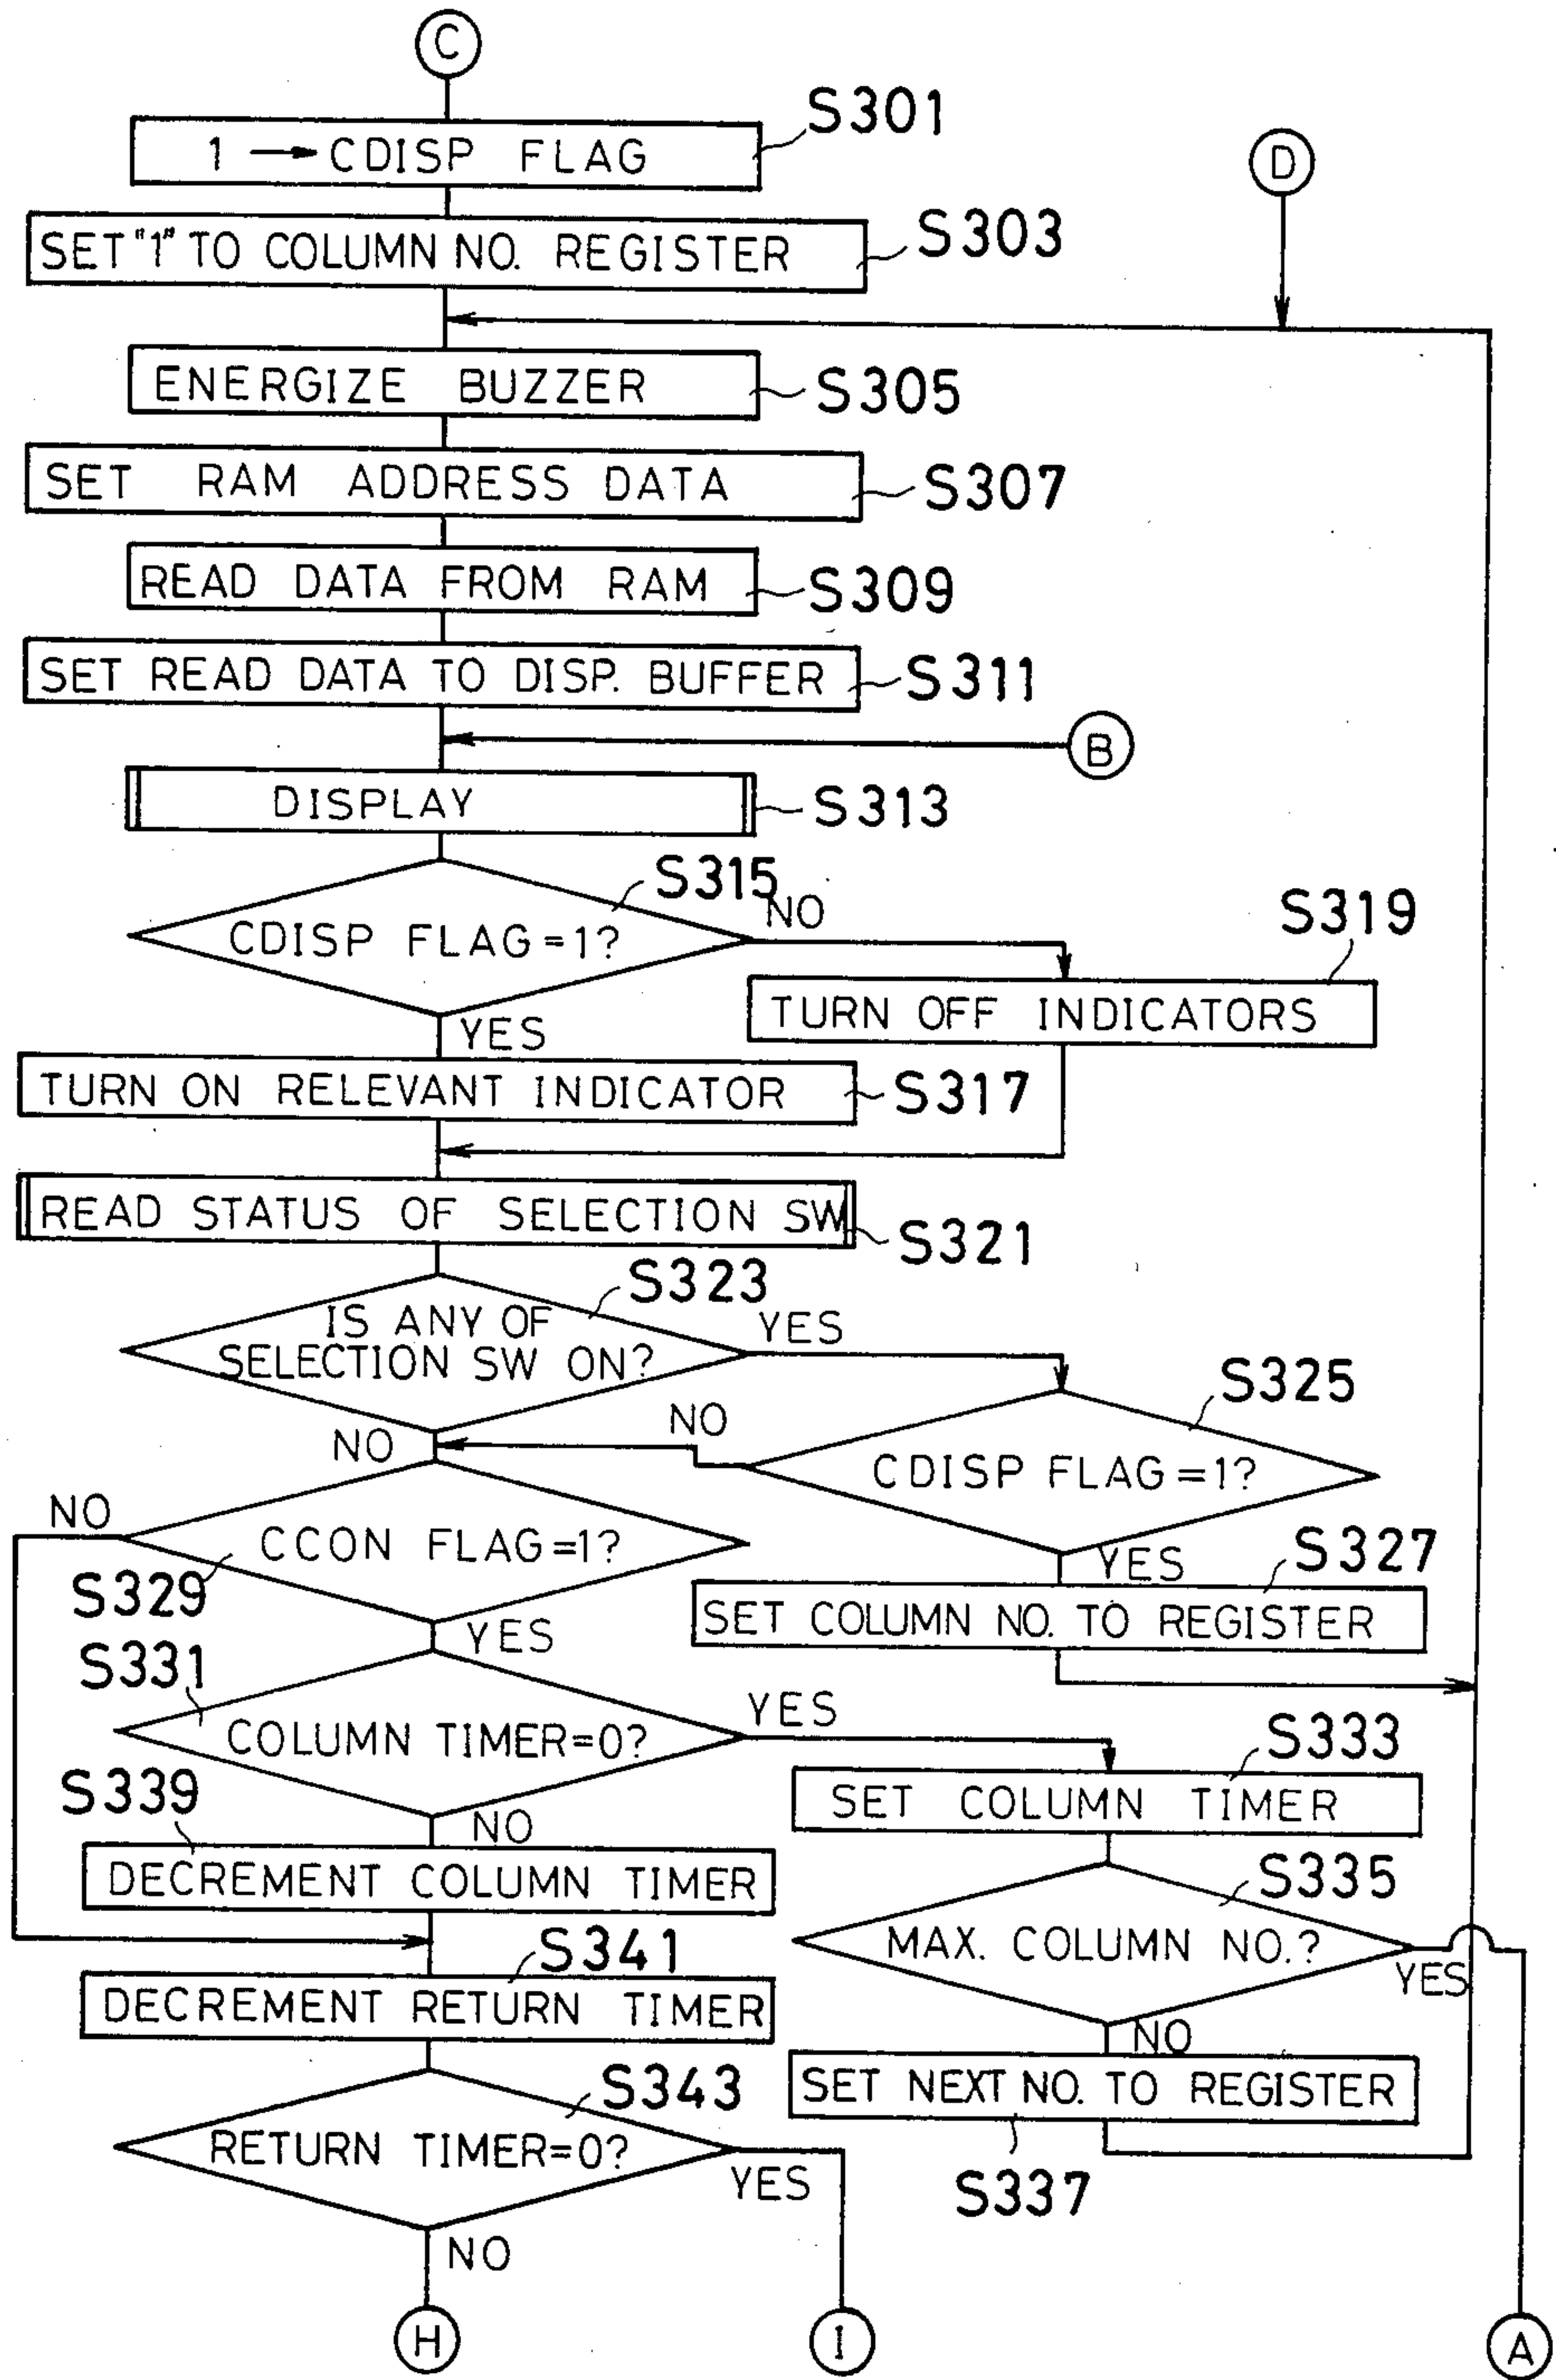 C
S301
1 → CDISP FLAG
D
S303
SET "1" TO COLUMN NO. REGISTER
ENERGIZE BUZZER
S305
SET RAM ADDRESS DATA
S307
READ DATA FROM RAM
S309
SET READ DATA TO DISP. BUFFER
S311
B
DISPLAY
S313
S315
CDISP FLAG=1?
NO
S319
TURN OFF INDICATORS
YES
TURN ON RELEVANT INDICATOR
S317
READ STATUS OF SELECTION SW
S321
S323
IS ANY OF
SELECTION SW ON?
YES
S325
NO
NO
CDISP FLAG=1?
NO
CCON FLAG=1?
S329
YES
S327
SET COLUMN NO. TO REGISTER
YES
S331
COLUMN TIMER=0?
YES
S333
SET COLUMN TIMER
S339
NO
DECREMENT COLUMN TIMER
S335
MAX. COLUMN NO.?
YES
S341
DECREMENT RETURN TIMER
NO
SET NEXT NO. TO REGISTER
S337
S343
RETURN TIMER=0?
YES
NO
H
I
A